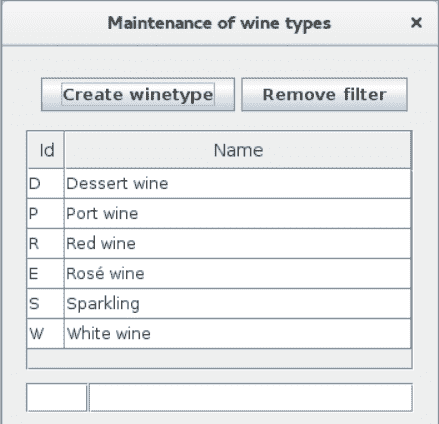 Maintenance of wine types ×
Create winetype Remove filter
Id Name
D Dessert wine
P Port wine
R Red wine
E Rosé wine
S Sparkling
W White wine